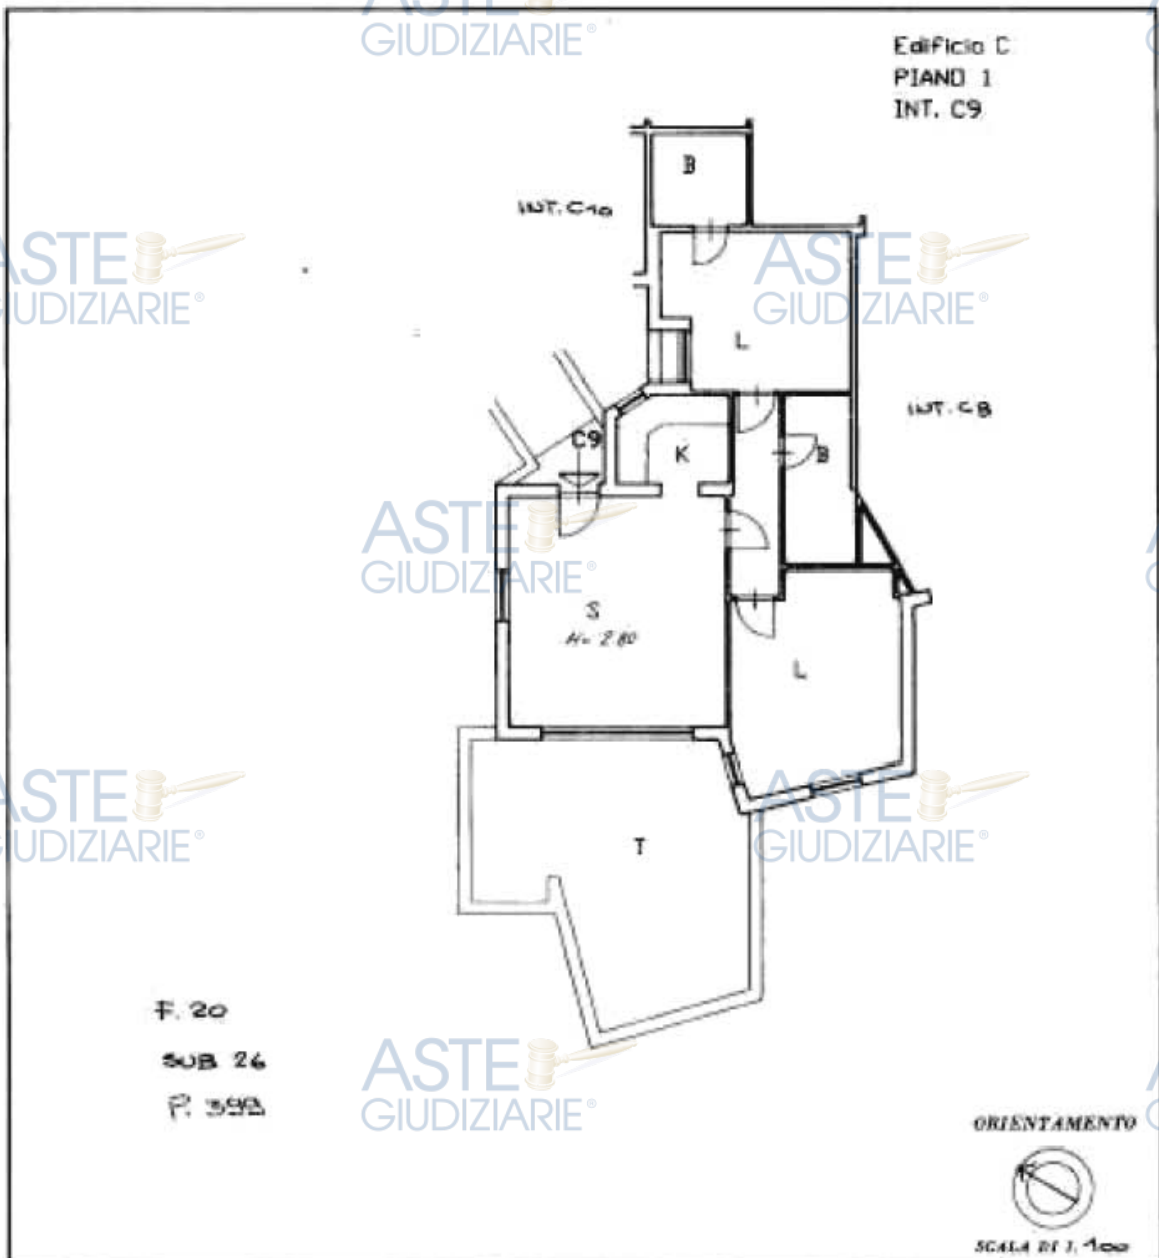 Edificio C
PIANO 1
INT. C9
B
INT. C10
L
INT. C8
C9
K
B
S
H= 2.80
L
T
F. 20
SUB 26
P. 399
ORIENTAMENTO
SCALA DI 1. 100
ASTE
GIUDIZIARIE®
ASTE
GIUDIZIARIE®
ASTE
GIUDIZIARIE®
ASTE
GIUDIZIARIE®
ASTE
GIUDIZIARIE®
ASTE
GIUDIZIARIE®
ASTE
GIUDIZIARIE®